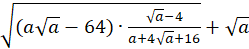 √((a√a − 64) · (√a−4)/(a+4√a+16)) + √a